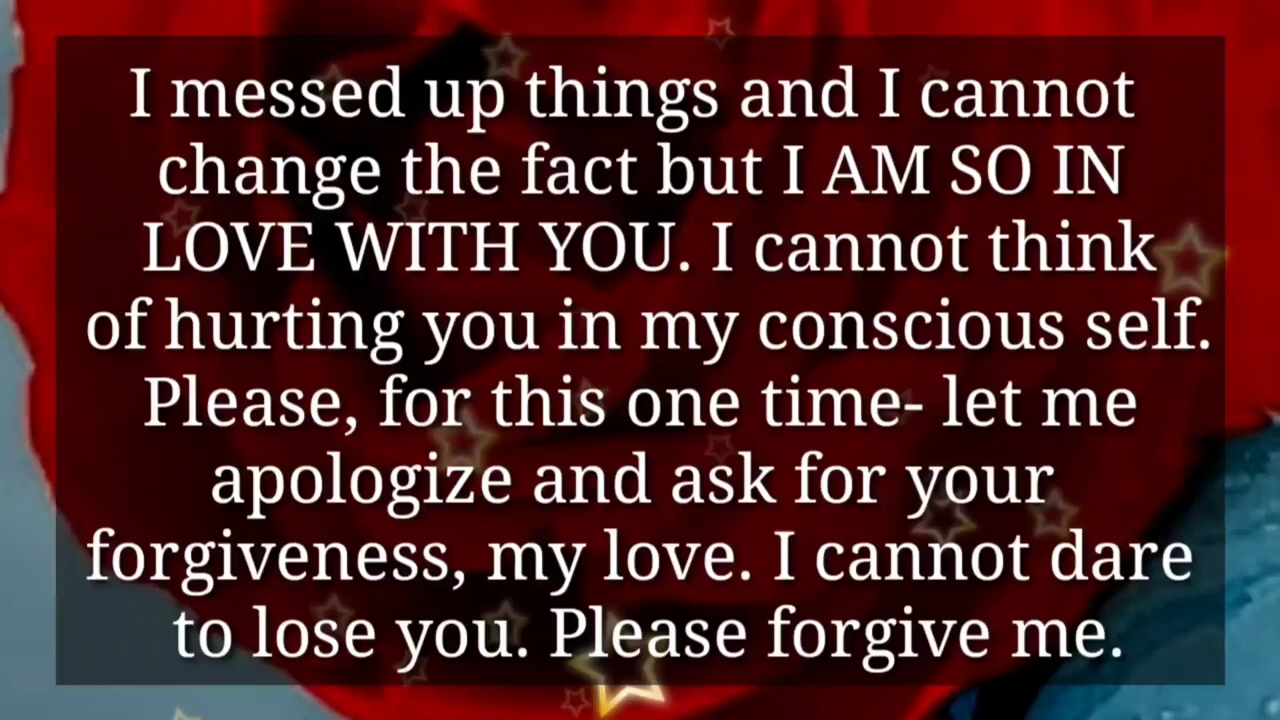 I messed up things and I cannot
change the fact but I AM SO IN
LOVE WITH YOU. I cannot think
of hurting you in my conscious self.
Please, for this one time- let me
apologize and ask for your
forgiveness, my love. I cannot dare
to lose you. Please forgive me.